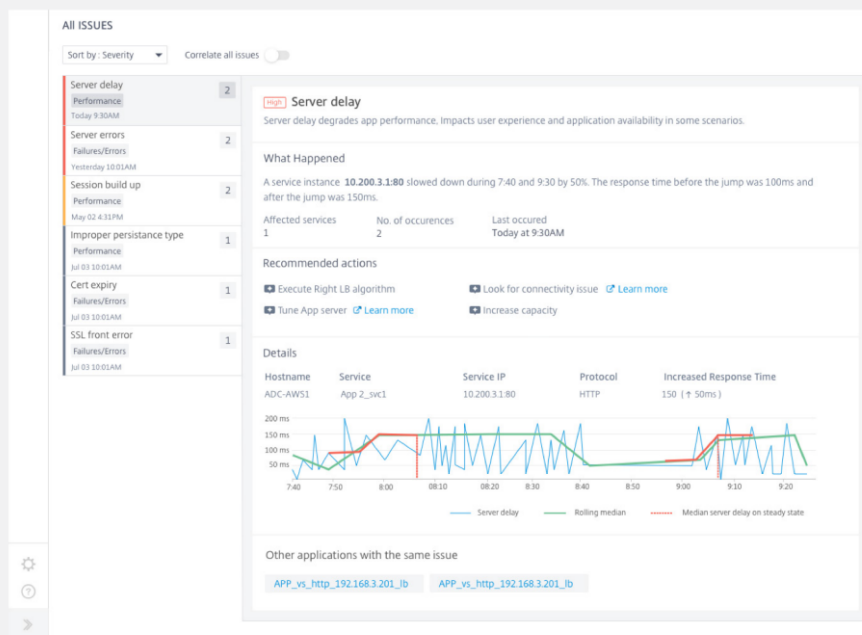 All ISSUES
Sort by : Severity
Correlate all issues
Server delay
2
Performance
Today 9:30AM
Server errors
2
Failures/Errors
Yesterday 10:01AM
Session build up
2
Performance
May 02 4:31PM
Improper persistance type
1
Performance
Jul 03 10:01AM
Cert expiry
1
Failures/Errors
Jul 03 10:01AM
SSL front error
1
Failures/Errors
Jul 03 10:01AM
High Server delay
Server delay degrades app performance. Impacts user experience and application availability in some scenarios.
What Happened
A service instance 10.200.3.1:80 slowed down during 7:40 and 9:30 by 50%. The response time before the jump was 100ms and
after the jump was 150ms.
Affected services No. of occurences Last occured
1 2 Today at 9:30AM
Recommended actions
Execute Right LB algorithm Look for connectivity issue Learn more
Tune App server Learn more Increase capacity
Details
Hostname Service Service IP Protocol Increased Response Time
ADC-AWS1 App 2_svc1 10.200.3.1:80 HTTP 150 ( ↑ 50ms )
200 ms
150 ms
100 ms
50 ms
7:40 7:50 8:00 08:10 08:20 8:30 8:40 8:50 9:00 9:10 9:20
Server delay Rolling median Median server delay on steady state
Other applications with the same issue
APP_vs_http_192.168.3.201_lb APP_vs_http_192.168.3.201_lb